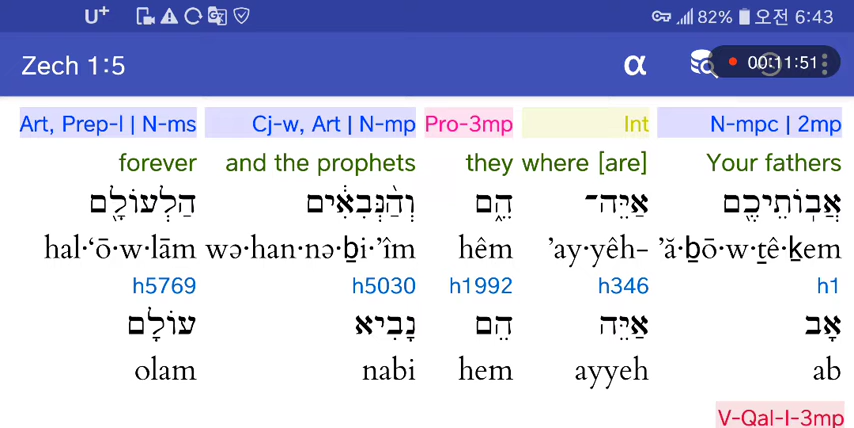 U+ 82% 오전 6:43
Zech 1:5 α 00:11:51
N-mpc | 2mp Int Pro-3mp Cj-w, Art | N-mp Art, Prep-l | N-ms
Your fathers where [are] they and the prophets forever
אֲבֽוֹתֵיכֶ֖ם אַיֵּה־ הֵ֑ם וְהַ֨נְּבִאִ֔ים הַלְעוֹלָ֖ם
’ă·ḇō·w·ṯê·ḵem ’ay·yêh- hêm wə·han·nə·ḇi·’îm hal·‘ō·w·lām
h1 h346 h1992 h5030 h5769
אָב אַיֵּה הֵם נָבִיא עוֹלָם
ab ayyeh hem nabi olam
V-Qal-I-3mp